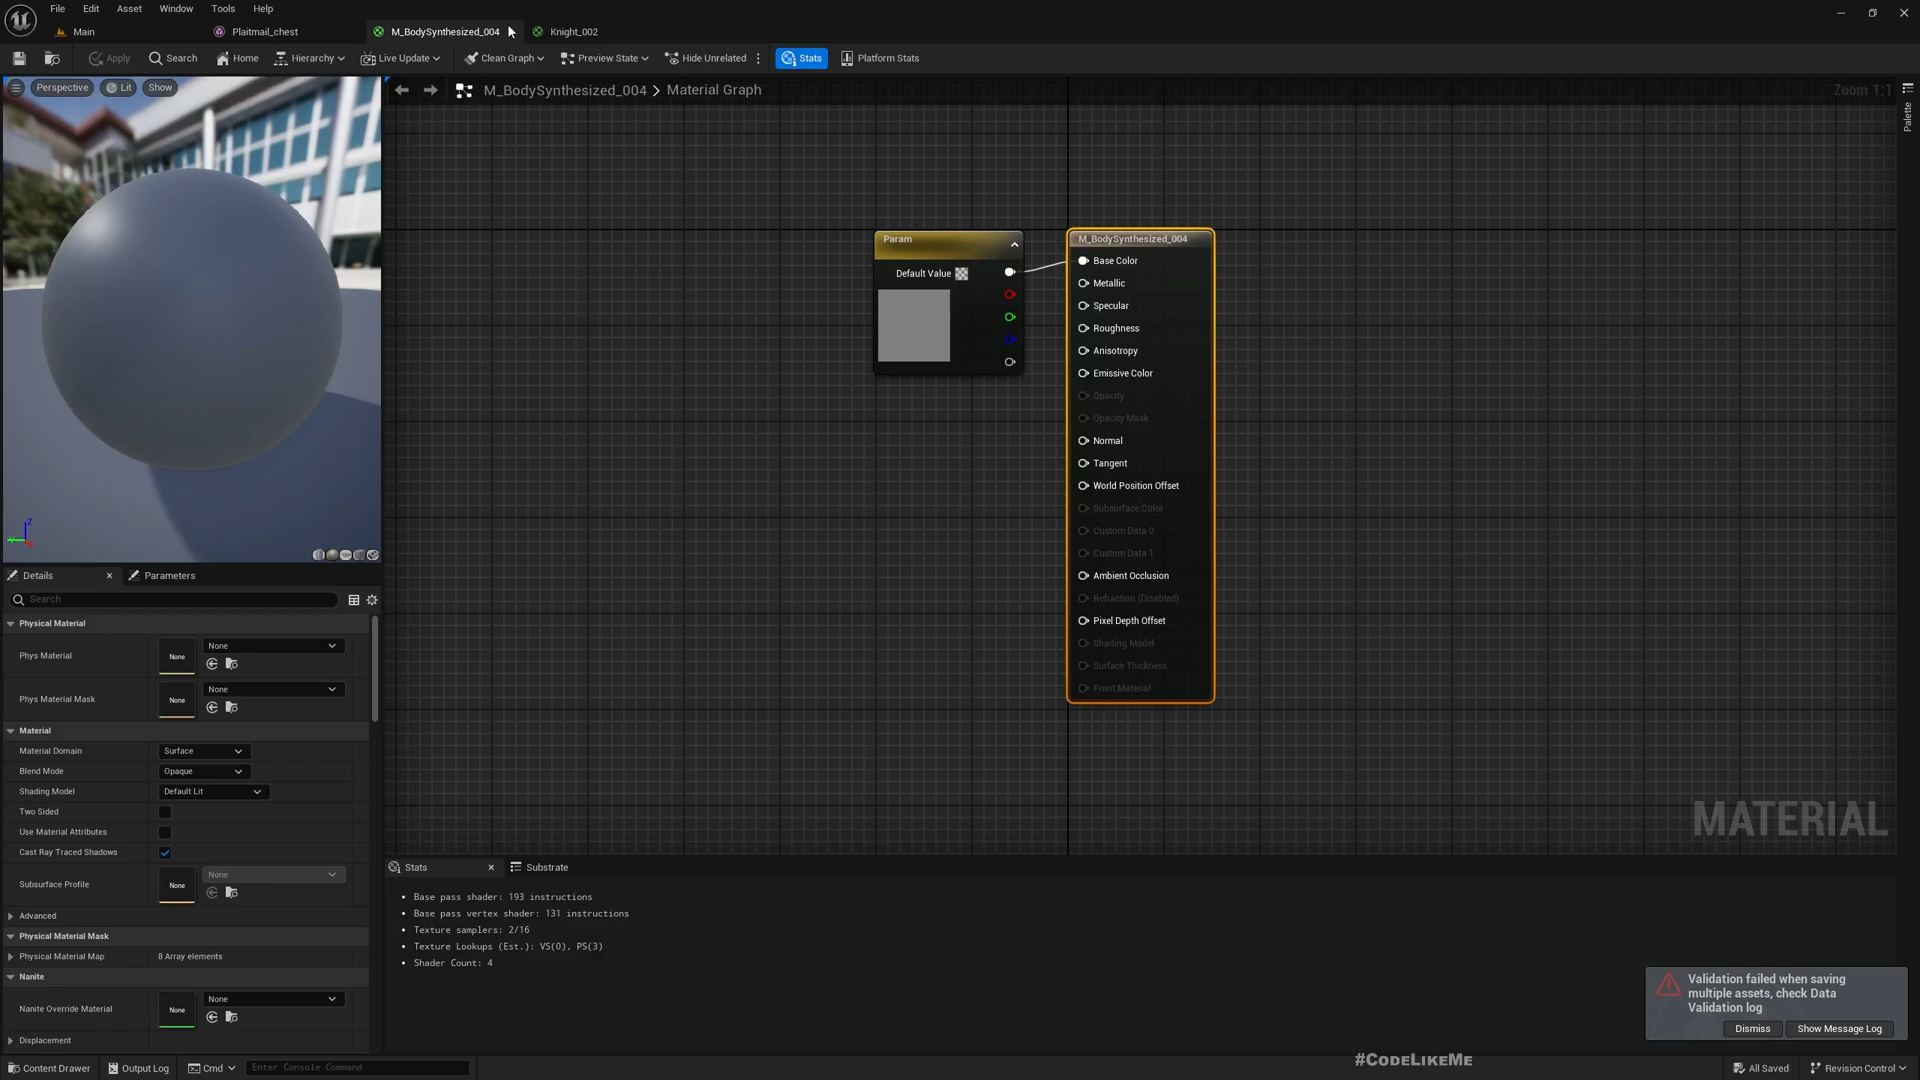 File
Edit
Asset
Window
Tools
Help
Main
Plaitmail_chest
M_BodySynthesized_004
Knight_002
Apply
Search
Home
Hierarchy
Live Update
Clean Graph
Preview State
Hide Unrelated
Stats
Platform Stats
Perspective
Lit
Show
M_BodySynthesized_004 > Material Graph
Zoom 1:1
Palette
Param
Default Value
M_BodySynthesized_004
Base Color
Metallic
Specular
Roughness
Anisotropy
Emissive Color
Opacity
Opacity Mask
Normal
Tangent
World Position Offset
Subsurface Color
Custom Data 0
Custom Data 1
Ambient Occlusion
Refraction (Disabled)
Pixel Depth Offset
Shading Model
Surface Thickness
Front Material
MATERIAL
Z
Details
Parameters
Search
Physical Material
Phys Material
None
None
Phys Material Mask
None
None
Material
Material Domain
Surface
Blend Mode
Opaque
Shading Model
Default Lit
Two Sided
Use Material Attributes
Cast Ray Traced Shadows
Subsurface Profile
None
None
Advanced
Physical Material Mask
Physical Material Map
8 Array elements
Nanite
Nanite Override Material
None
None
Displacement
Stats
Substrate
Base pass shader: 193 instructions
Base pass vertex shader: 131 instructions
Texture samplers: 2/16
Texture Lookups (Est.): VS(0), PS(3)
Shader Count: 4
Validation failed when saving
multiple assets, check Data
Validation log
Dismiss
Show Message Log
Content Drawer
Output Log
Cmd
Enter Console Command
#CodeLikeMe
All Saved
Revision Control